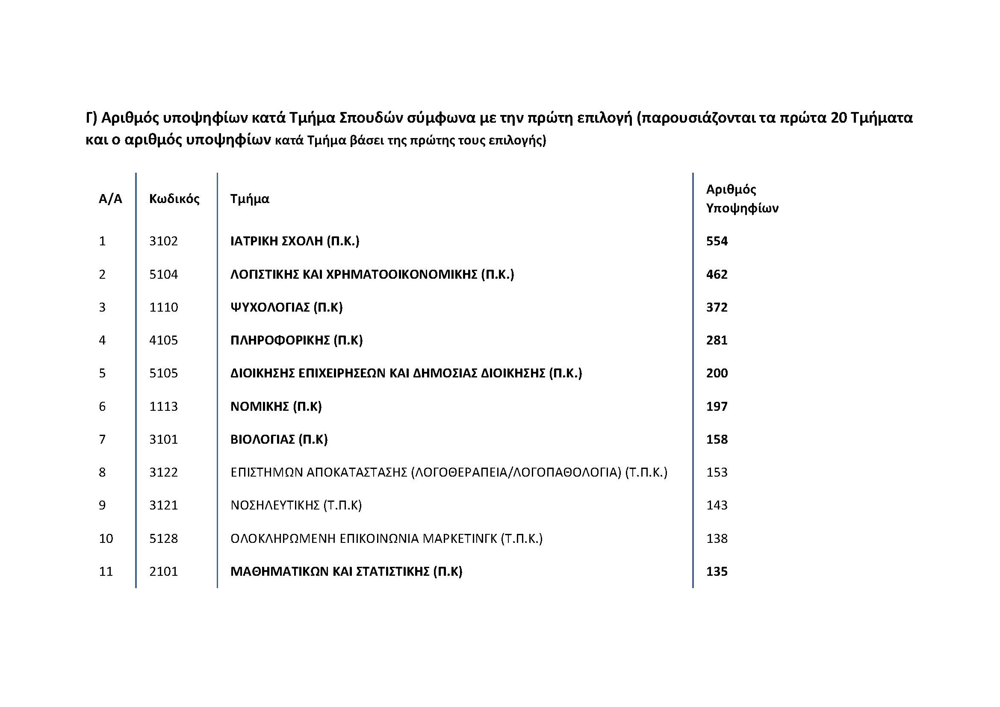 Γ) Αριθμός υποψηφίων κατά Τμήμα Σπουδών σύμφωνα με την πρώτη επιλογή (παρουσιάζονται τα πρώτα 20 Τμήματα
και ο αριθμός υποψηφίων κατά Τμήμα βάσει της πρώτης τους επιλογής)
Α/Α Κωδικός Τμήμα Αριθμός
Υποψηφίων
1 3102 ΙΑΤΡΙΚΗ ΣΧΟΛΗ (Π.Κ.) 554
2 5104 ΛΟΓΙΣΤΙΚΗΣ ΚΑΙ ΧΡΗΜΑΤΟΟΙΚΟΝΟΜΙΚΗΣ (Π.Κ.) 462
3 1110 ΨΥΧΟΛΟΓΙΑΣ (Π.Κ) 372
4 4105 ΠΛΗΡΟΦΟΡΙΚΗΣ (Π.Κ) 281
5 5105 ΔΙΟΙΚΗΣΗΣ ΕΠΙΧΕΙΡΗΣΕΩΝ ΚΑΙ ΔΗΜΟΣΙΑΣ ΔΙΟΙΚΗΣΗΣ (Π.Κ.) 200
6 1113 ΝΟΜΙΚΗΣ (Π.Κ) 197
7 3101 ΒΙΟΛΟΓΙΑΣ (Π.Κ) 158
8 3122 ΕΠΙΣΤΗΜΩΝ ΑΠΟΚΑΤΑΣΤΑΣΗΣ (ΛΟΓΟΘΕΡΑΠΕΙΑ/ΛΟΓΟΠΑΘΟΛΟΓΙΑ) (Τ.Π.Κ.) 153
9 3121 ΝΟΣΗΛΕΥΤΙΚΗΣ (Τ.Π.Κ) 143
10 5128 ΟΛΟΚΛΗΡΩΜΕΝΗ ΕΠΙΚΟΙΝΩΝΙΑ ΜΑΡΚΕΤΙΝΓΚ (Τ.Π.Κ.) 138
11 2101 ΜΑΘΗΜΑΤΙΚΩΝ ΚΑΙ ΣΤΑΤΙΣΤΙΚΗΣ (Π.Κ) 135